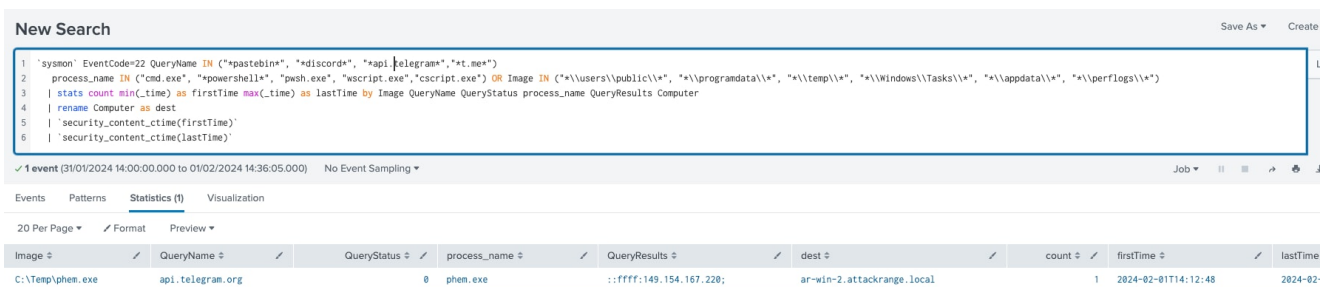 New Search
Save As
Create
1 `sysmon` EventCode=22 QueryName IN ("*pastebin*", "*discord*", "*api.telegram*","*t.me*")
2 process_name IN ("cmd.exe", "*powershell*", "pwsh.exe", "wscript.exe","cscript.exe") OR Image IN ("*\\users\\public\\*", "*\\programdata\\*", "*\\temp\\*", "*\\Windows\\Tasks\\*", "*\\appdata\\*", "*\\perflogs\\*")
3 | stats count min(_time) as firstTime max(_time) as lastTime by Image QueryName QueryStatus process_name QueryResults Computer
4 | rename Computer as dest
5 | `security_content_ctime(firstTime)`
6 | `security_content_ctime(lastTime)`
✓ 1 event (31/01/2024 14:00:00.000 to 01/02/2024 14:36:05.000) No Event Sampling
Job
Events Patterns Statistics (1) Visualization
20 Per Page Format Preview
Image QueryName QueryStatus process_name QueryResults dest count firstTime lastTime
C:\Temp\phem.exe api.telegram.org 0 phem.exe ::ffff:149.154.167.220; ar-win-2.attackrange.local 1 2024-02-01T14:12:48 2024-02-